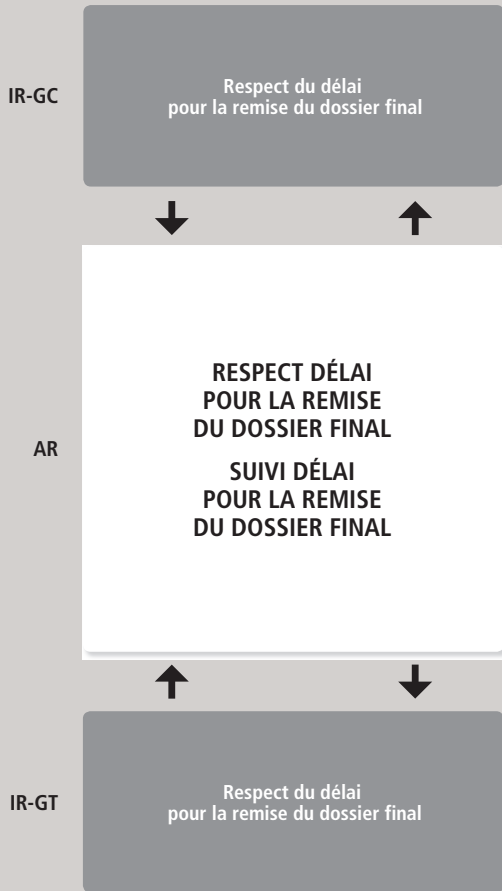 IR-GC
Respect du délai
pour la remise du dossier final
AR
RESPECT DÉLAI
POUR LA REMISE
DU DOSSIER FINAL
SUIVI DÉLAI
POUR LA REMISE
DU DOSSIER FINAL
IR-GT
Respect du délai
pour la remise du dossier final